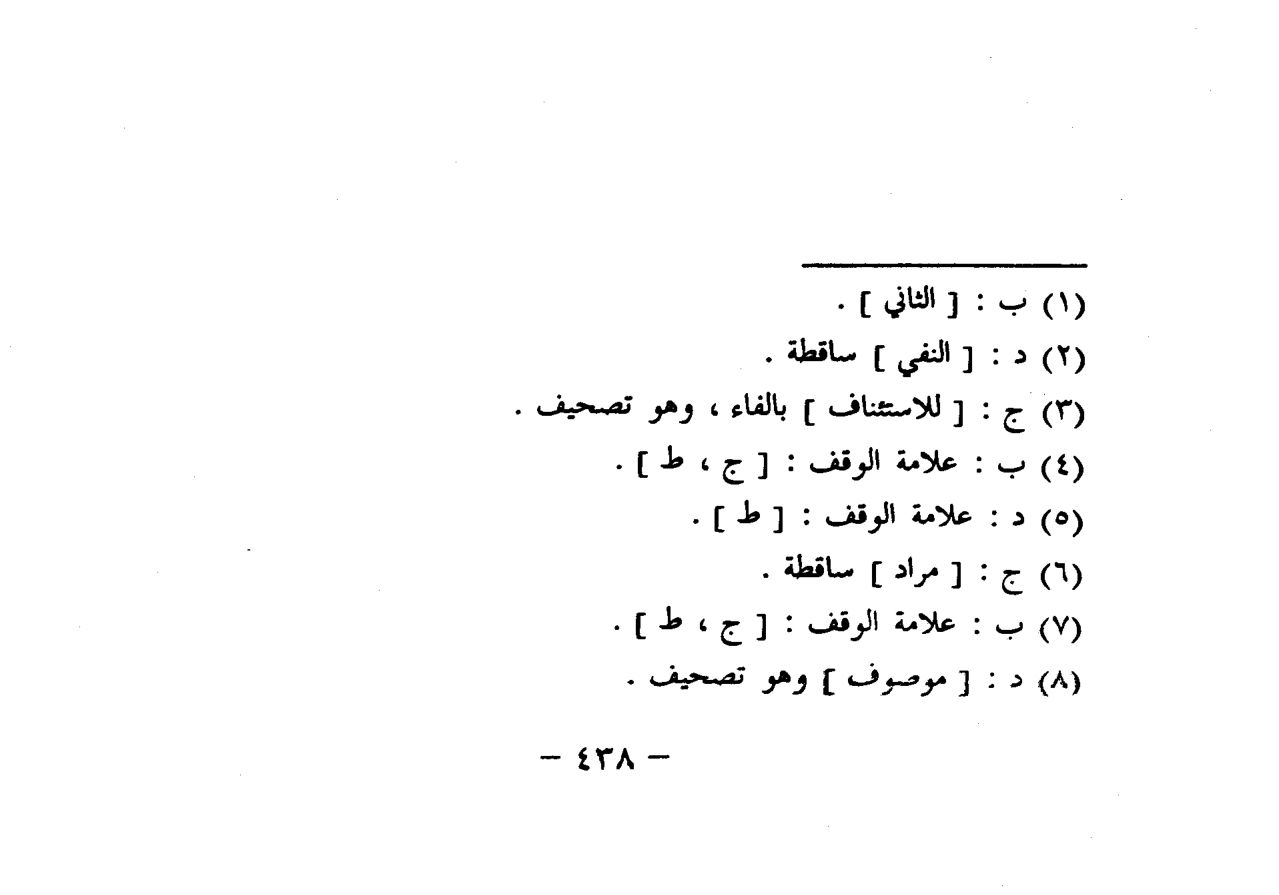 (١) ب : [ الثاني ] .
(٢) د : [ النفي ] ساقطة .
(٣) ج : [ للاستئناف ] بالفاء ، وهو تصحيف .
(٤) ب : علامة الوقف : [ ج ، ط ] .
(٥) د : علامة الوقف : [ ط ] .
(٦) ج : [ مراد ] ساقطة .
(٧) ب : علامة الوقف : [ ج ، ط ] .
(٨) د : [ موصوف ] وهو تصحيف .
– ٤٣٨ –